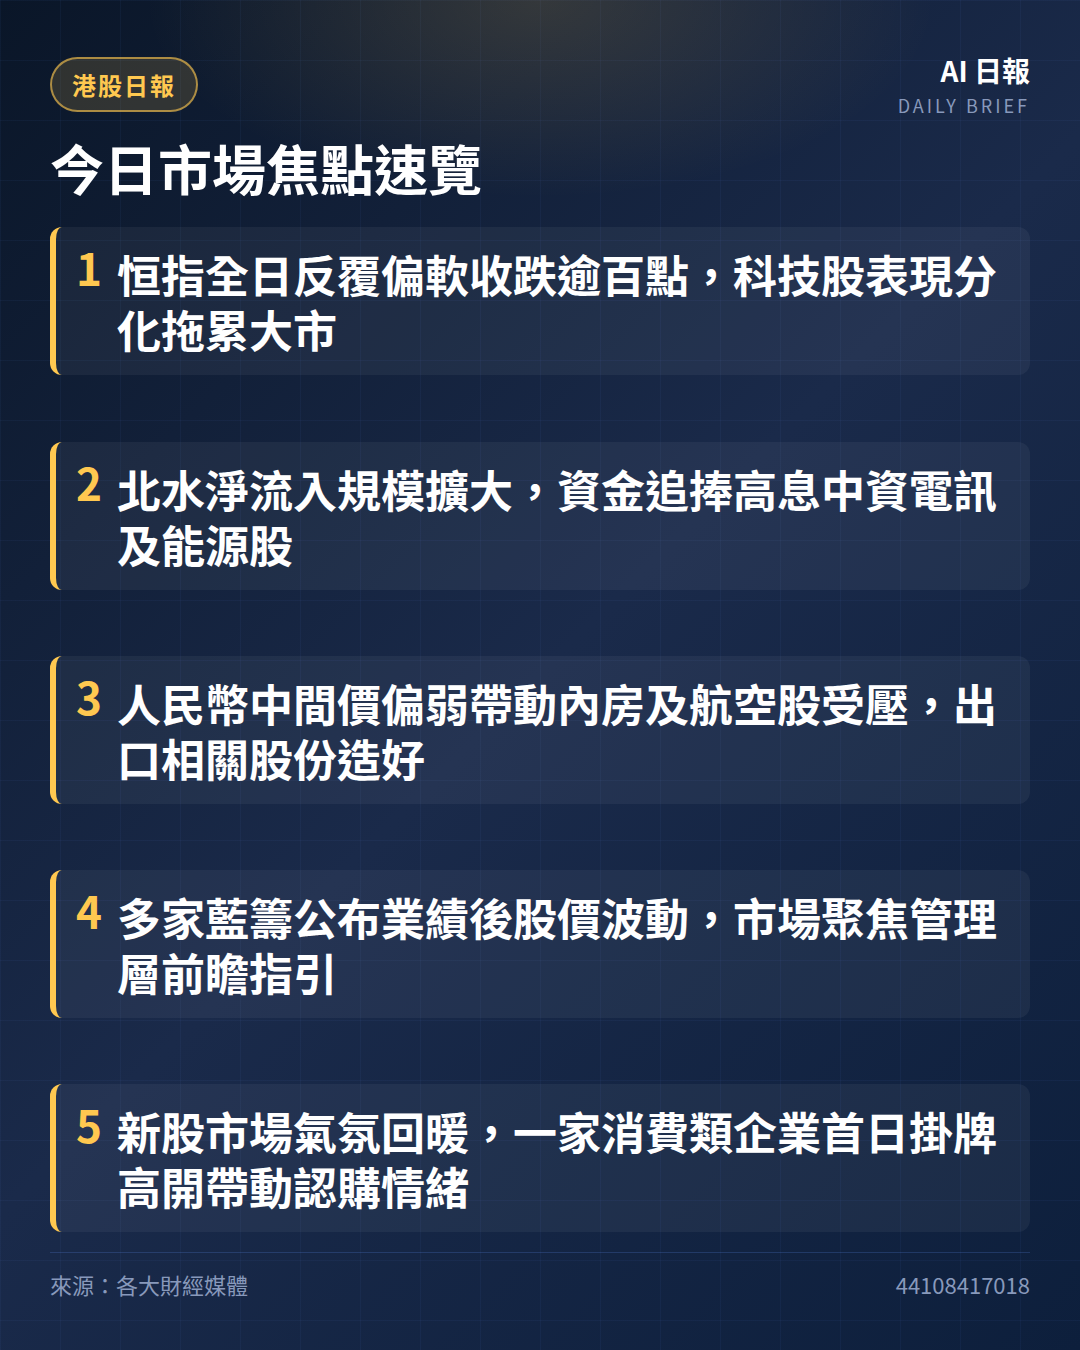 港股日報
AI 日報
DAILY BRIEF
今日市場焦點速覽
1 恒指全日反覆偏軟收跌逾百點，科技股表現分
化拖累大市
2 北水淨流入規模擴大，資金追捧高息中資電訊
及能源股
3 人民幣中間價偏弱帶動內房及航空股受壓，出
口相關股份造好
4 多家藍籌公布業績後股價波動，市場聚焦管理
層前瞻指引
5 新股市場氣氛回暖，一家消費類企業首日掛牌
高開帶動認購情緒
來源：各大財經媒體
44108417018